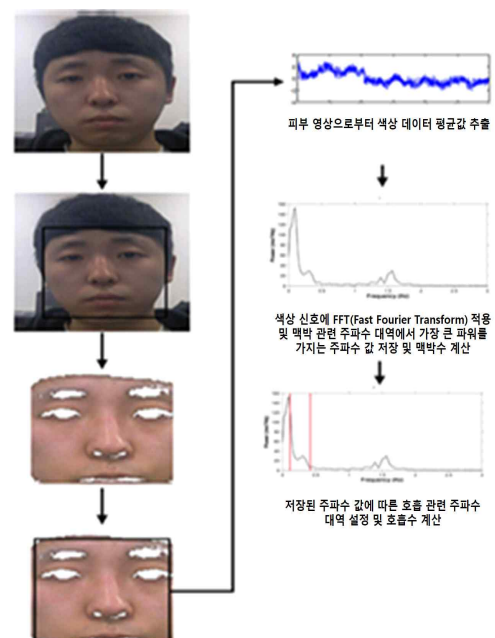 피부 영상으로부터 색상 데이터 평균값 추출
Frequency (Hz)
색상 신호에 FFT(Fast Fourier Transform) 적용
및 맥박 관련 주파수 대역에서 가장 큰 파워를
가지는 주파수 값 저장 및 맥박수 계산
Frequency (Hz)
저장된 주파수 값에 따른 호흡 관련 주파수
대역 설정 및 호흡수 계산